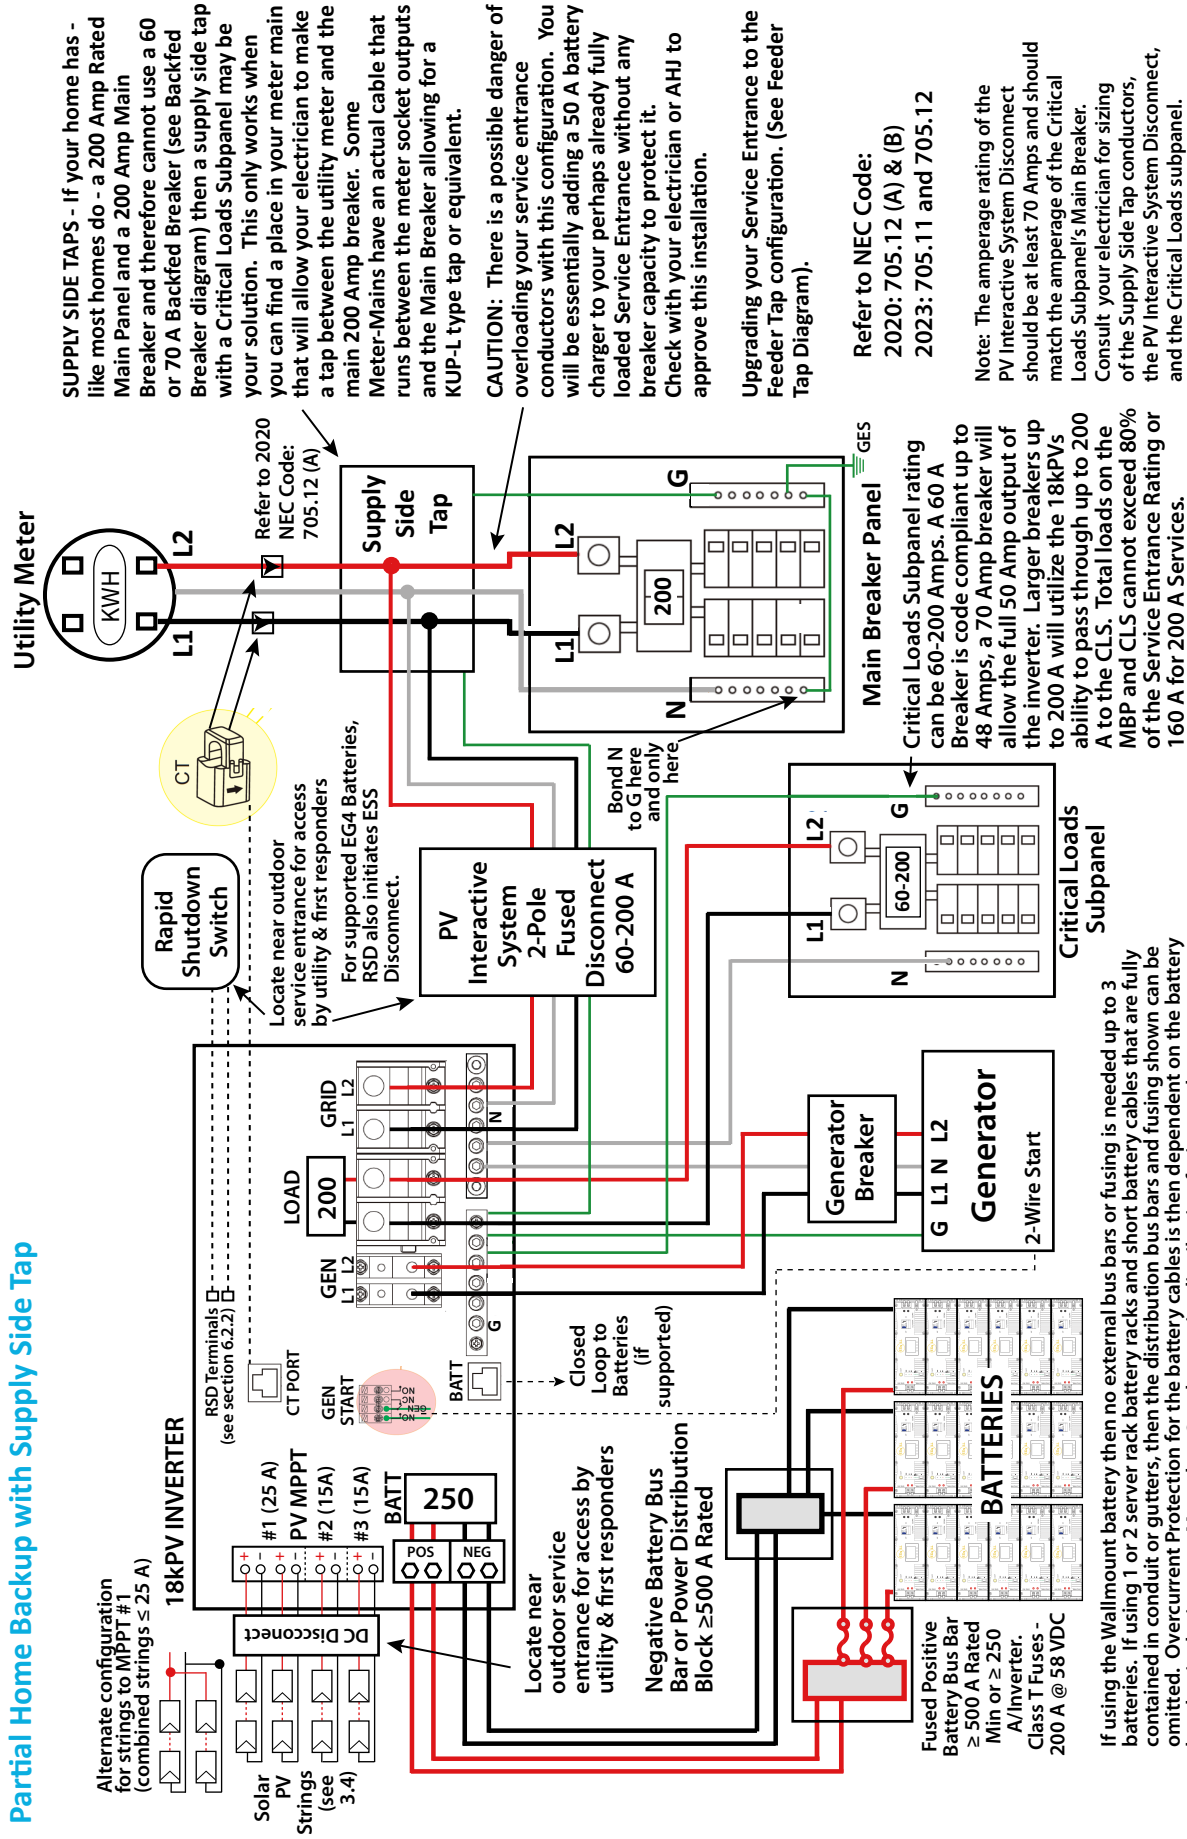 Partial Home Backup with Supply Side Tap
Alternate configuration
for strings to MPPT #1
(combined strings ≤ 25 A)
18kPV INVERTER
Solar
PV
Strings
(see
3.4)
DC Discconect
#1 (25 A)
PV MPPT
#2 (15A)
#3 (15A)
+
-
+
-
+
-
+
-
BATT
250
POS
NEG
RSD Terminals
(see section 6.2.2)
CT PORT
GEN
START
NO
NC
GEN
NO
BATT
Closed
Loop to
Batteries
(if
supported)
GEN
L1
L2
LOAD
200
GRID
L1
L2
G
N
Locate near
outdoor service
entrance for access by
utility & first responders
Negative Battery Bus
Bar or Power Distribution
Block ≥500 A Rated
Fused Positive
Battery Bus Bar
≥ 500 A Rated
Min or ≥ 250
A/Inverter.
Class T Fuses -
200 A @ 58 VDC
BATTERIES
Generator
Breaker
G
L1
N
L2
Generator
2-Wire Start
Rapid
Shutdown
Switch
Locate near outdoor
service entrance for access
by utility & first responders
For supported EG4 Batteries,
RSD also initiates ESS
Disconnect.
PV
Interactive
System
2-Pole
Fused
Disconnect
60-200 A
CT
Utility Meter
KWH
L1
L2
Refer to 2020
NEC Code:
705.12 (A)
Supply
Side
Tap
L1
L2
200
N
G
GES
Main Breaker Panel
Bond N
to G here
and only
here
L1
L2
60-200
N
G
Critical Loads
Subpanel
Critical Loads Subpanel rating
can be 60-200 Amps. A 60 A
Breaker is code compliant up to
48 Amps, a 70 Amp breaker will
allow the full 50 Amp output of
the inverter. Larger breakers up
to 200 A will utilize the 18kPVs
ability to pass through up to 200
A to the CLS. Total loads on the
MBP and CLS cannot exceed 80%
of the Service Entrance Rating or
160 A for 200 A Services.
SUPPLY SIDE TAPS - If your home has -
like most homes do - a 200 Amp Rated
Main Panel and a 200 Amp Main
Breaker and therefore cannot use a 60
or 70 A Backfed Breaker (see Backfed
Breaker diagram) then a supply side tap
with a Critical Loads Subpanel may be
your solution. This only works when
you can find a place in your meter main
that will allow your electrician to make
a tap between the utility meter and the
main 200 Amp breaker. Some
Meter-Mains have an actual cable that
runs between the meter socket outputs
and the Main Breaker allowing for a
KUP-L type tap or equivalent.
CAUTION: There is a possible danger of
overloading your service entrance
conductors with this configuration. You
will be essentially adding a 50 A battery
charger to your perhaps already fully
loaded Service Entrance without any
breaker capacity to protect it.
Check with your electrician or AHJ to
approve this installation.
Upgrading your Service Entrance to the
Feeder Tap configuration. (See Feeder
Tap Diagram).
Refer to NEC Code:
2020: 705.12 (A) & (B)
2023: 705.11 and 705.12
Note: The amperage rating of the
PV Interactive System Disconnect
should be at least 70 A and should
match the amperage of the Critical
Loads Subpanel's Main Breaker.
Consult your electrician for sizing
of the Supply Side Tap conductors,
the PV Interactive System Disconnect,
and the Critical Loads subpanel.
If using the Wallmount battery then no external bus bars or fusing is needed up to 3
batteries. If using 1 or 2 server rack battery racks and short battery cables that are fully
contained in conduit or gutters, then the distribution bus bars and fusing shown can be
omitted. Overcurrent Protection for the battery cables is then dependent on the battery